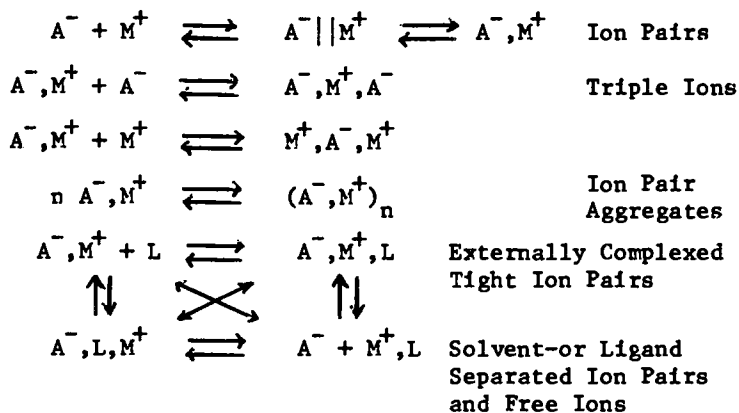 A⁻ + M⁺ ⇌ A⁻||M⁺ ⇌ A⁻,M⁺ Ion Pairs
A⁻,M⁺ + A⁻ ⇌ A⁻,M⁺,A⁻ Triple Ions
A⁻,M⁺ + M⁺ ⇌ M⁺,A⁻,M⁺
n A⁻,M⁺ ⇌ (A⁻,M⁺)ₙ Ion Pair
Aggregates
A⁻,M⁺ + L ⇌ A⁻,M⁺,L Externally Complexed
Tight Ion Pairs
A⁻,L,M⁺ ⇌ A⁻ + M⁺,L Solvent-or Ligand
Separated Ion Pairs
and Free Ions